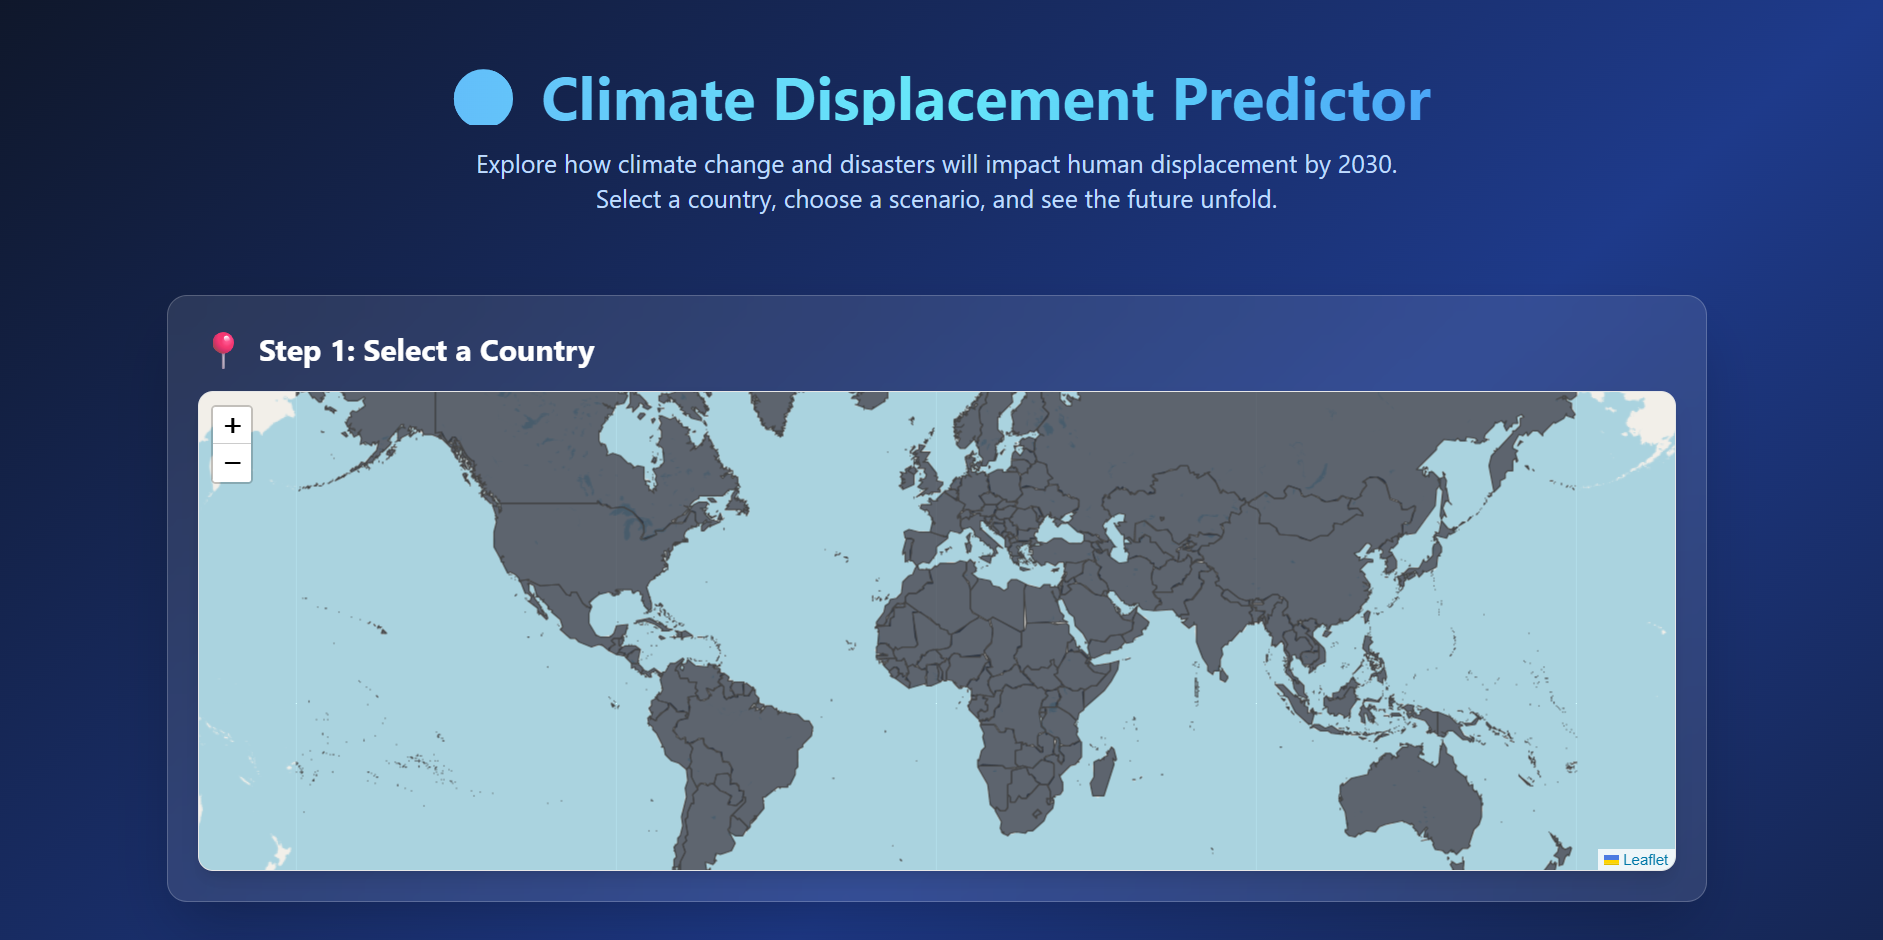 Climate Displacement Predictor
Explore how climate change and disasters will impact human displacement by 2030.
Select a country, choose a scenario, and see the future unfold.
Step 1: Select a Country
+
−
Leaflet